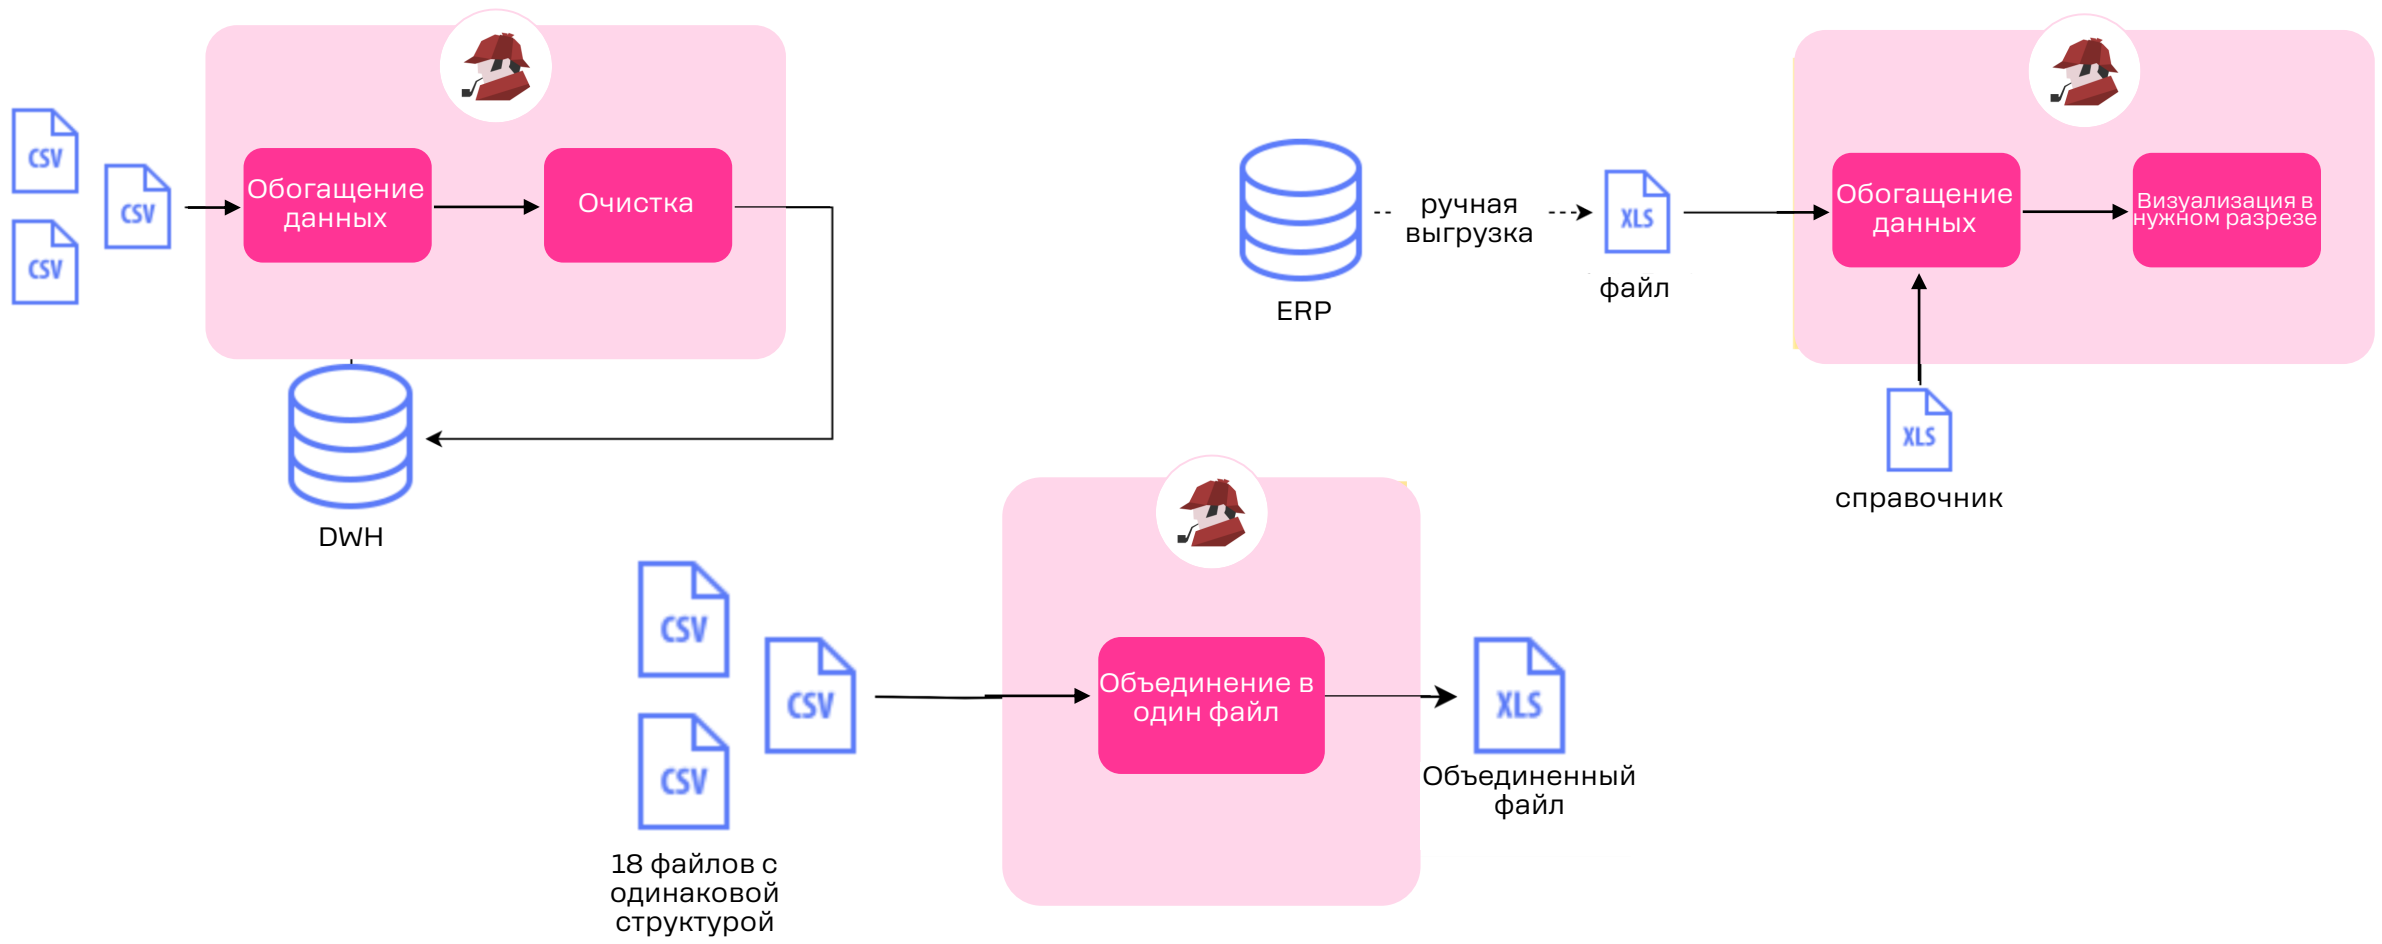 CSV
CSV
CSV
Обогащение
данных
Очистка
DWH
ERP
ручная
выгрузка
XLS
файл
Обогащение
данных
Визуализация в
нужном разрезе
XLS
справочник
CSV
CSV
CSV
18 файлов с
одинаковой
структурой
Объединение в
один файл
XLS
Объединенный
файл